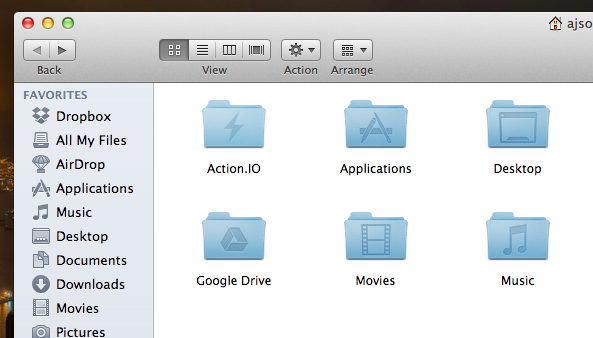 ajso
Back
View
Action
Arrange
FAVORITES
Dropbox
All My Files
AirDrop
Applications
Music
Desktop
Documents
Downloads
Movies
Pictures
Action.IO
Applications
Desktop
Google Drive
Movies
Music